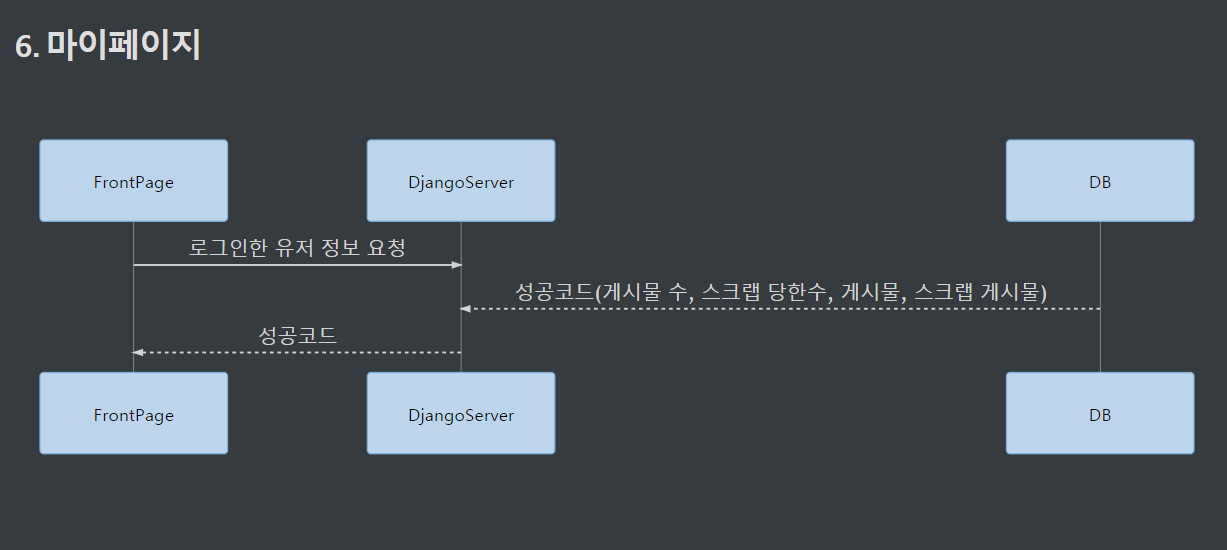 6. 마이페이지
FrontPage
DjangoServer
DB
로그인한 유저 정보 요청
성공코드(게시물 수, 스크랩 당한수, 게시물, 스크랩 게시물)
성공코드
FrontPage
DjangoServer
DB